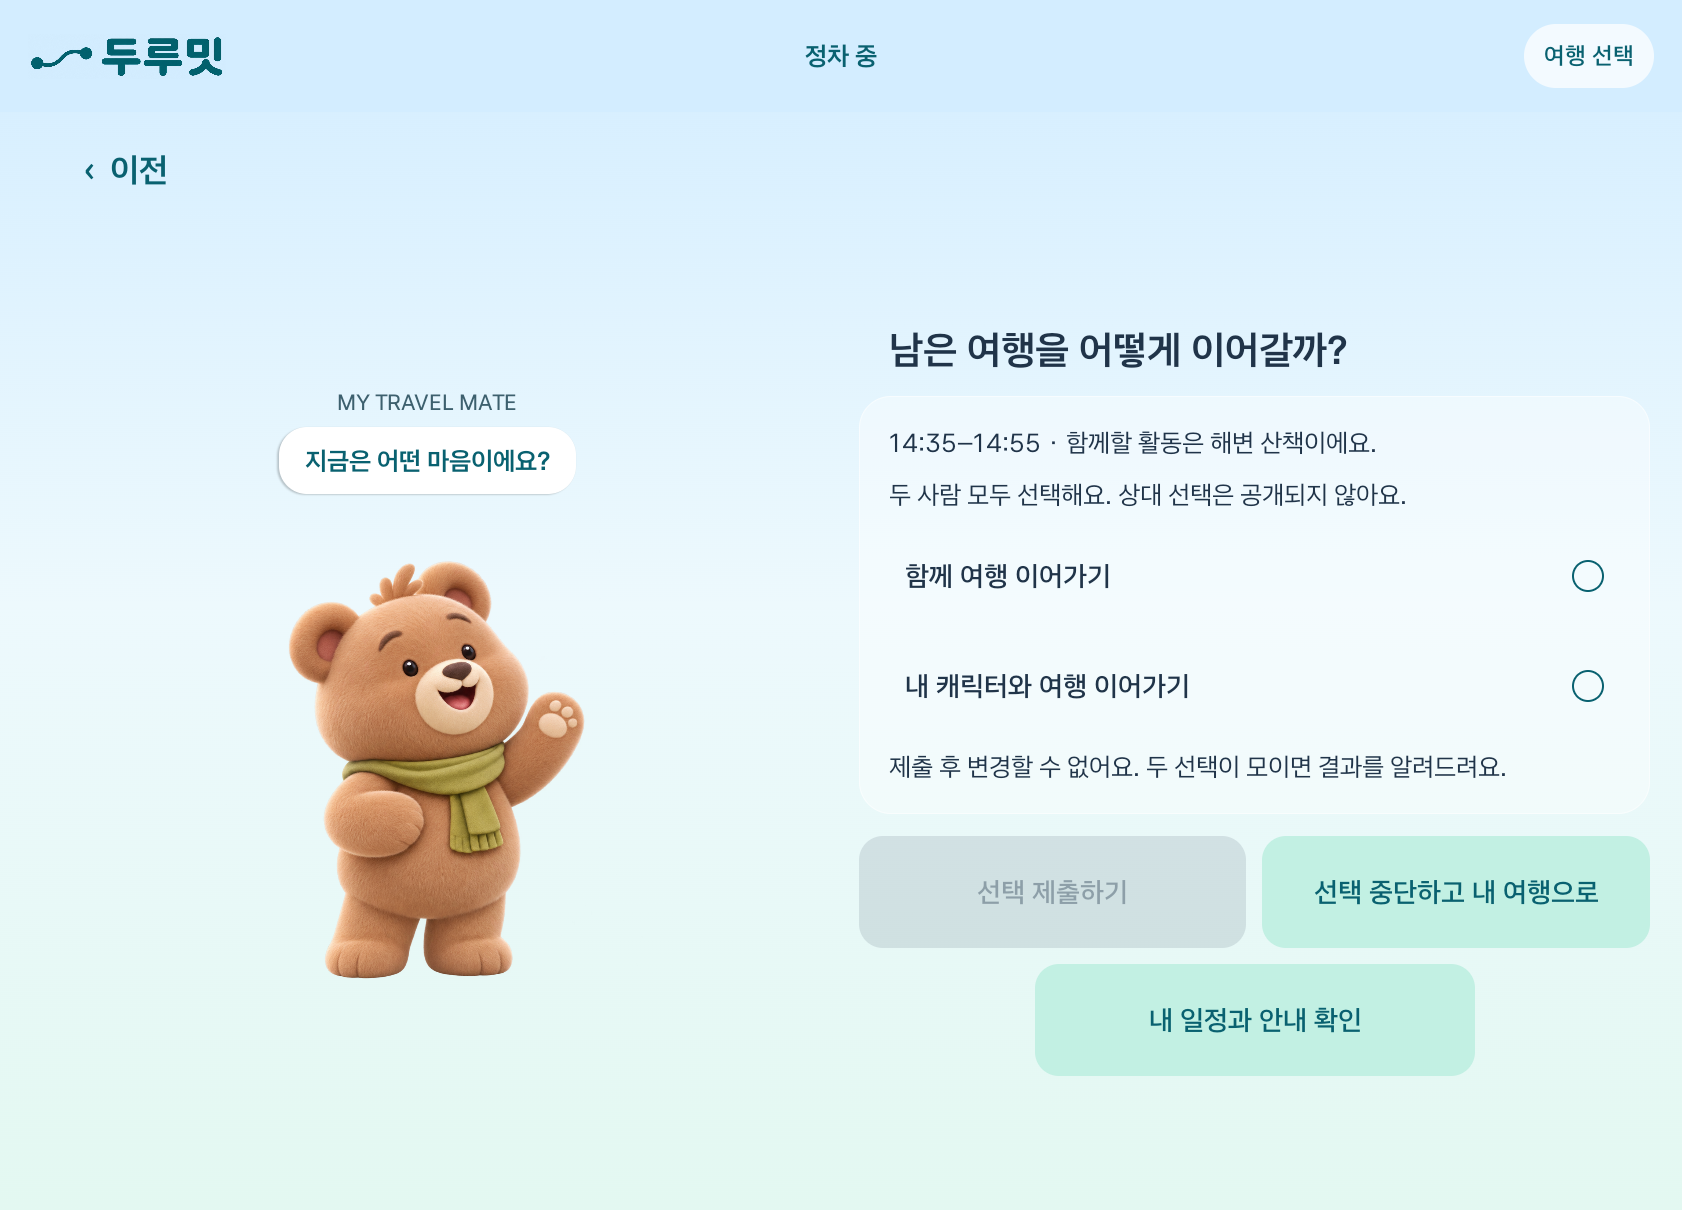 두루밋
정차 중
여행 선택
‹ 이전
MY TRAVEL MATE
지금은 어떤 마음이에요?
남은 여행을 어떻게 이어갈까?
14:35–14:55 · 함께할 활동은 해변 산책이에요.
두 사람 모두 선택해요. 상대 선택은 공개되지 않아요.
함께 여행 이어가기
내 캐릭터와 여행 이어가기
제출 후 변경할 수 없어요. 두 선택이 모이면 결과를 알려드려요.
선택 제출하기
선택 중단하고 내 여행으로
내 일정과 안내 확인